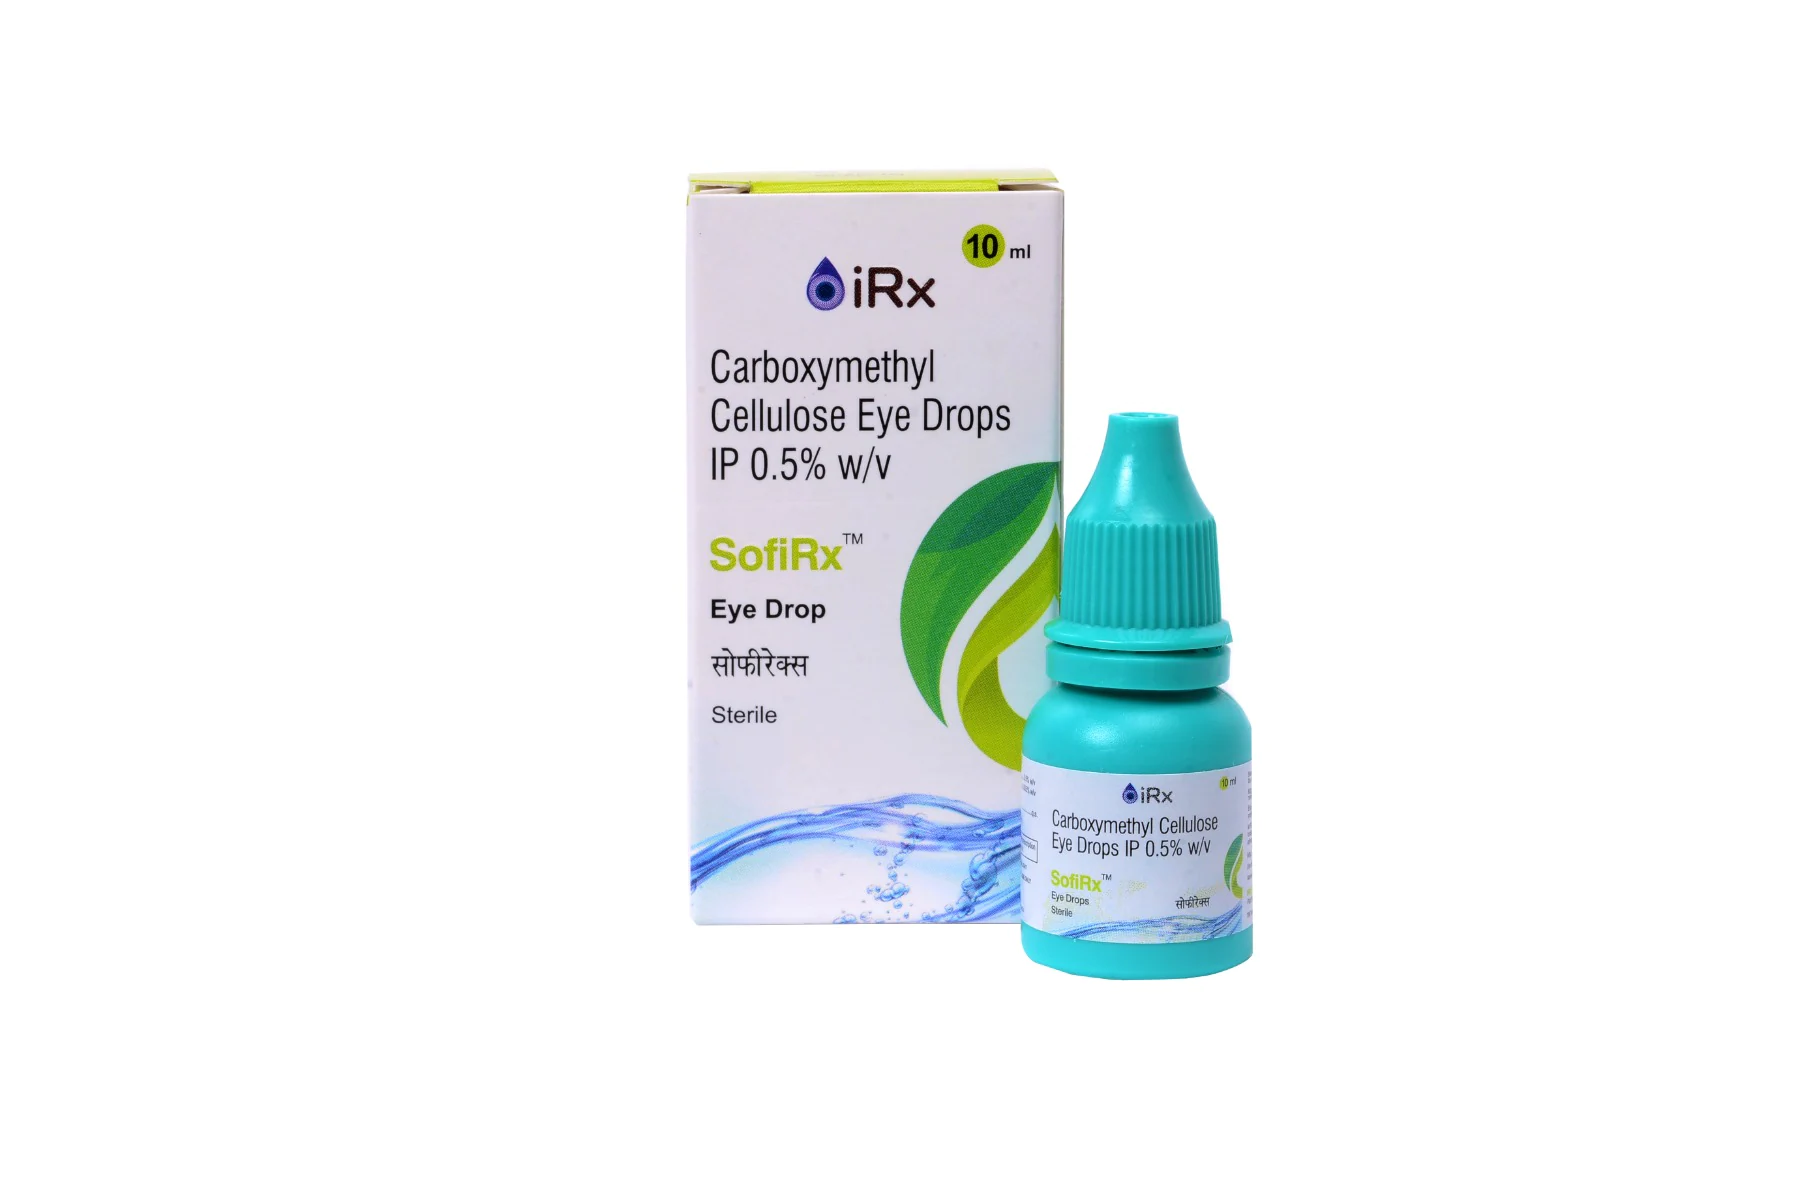 10 ml
iRx
Carboxymethyl
Cellulose Eye Drops
IP 0.5% w/v
SofiRx™
Eye Drop
सोफीरेक्स
Sterile
iRx
10 ml
Carboxymethyl Cellulose
Eye Drops IP 0.5% w/v
SofiRx™
Eye Drops
सोफीरेक्स
Sterile